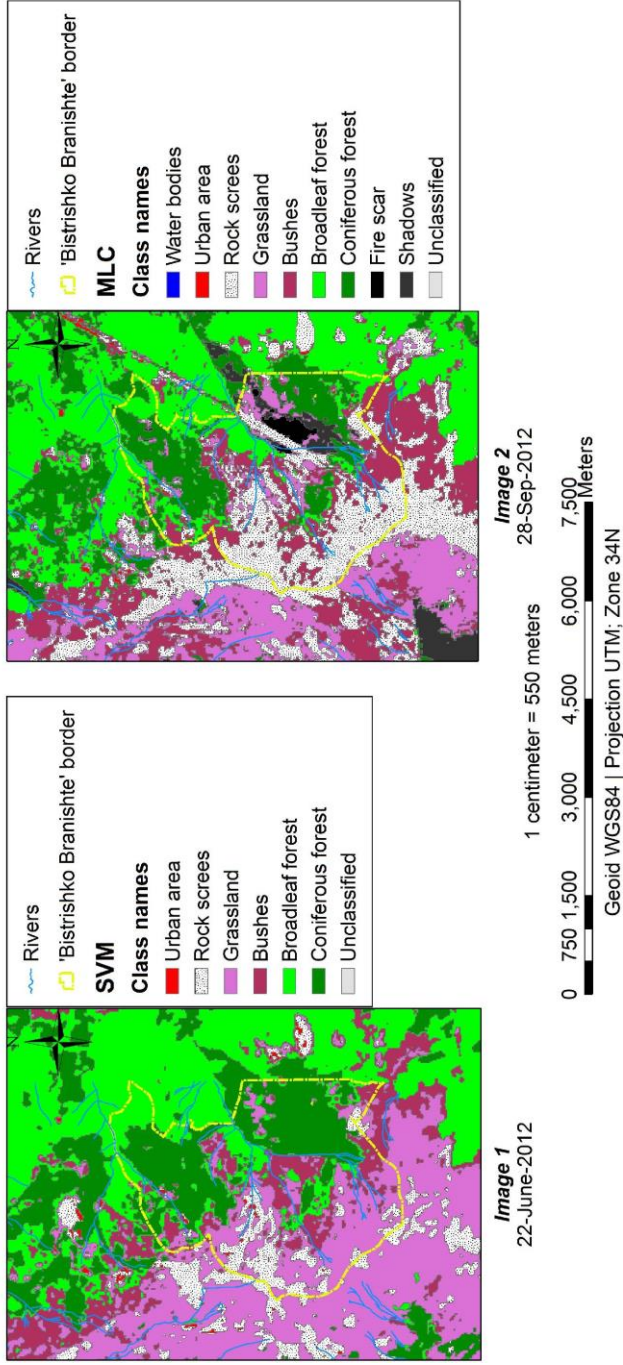 N
Rivers
'Bistrishko Branishte' border
SVM
Class names
Urban area
Rock screes
Grassland
Bushes
Broadleaf forest
Coniferous forest
Unclassified
Image 1
22-June-2012
N
Rivers
'Bistrishko Branishte' border
MLC
Class names
Water bodies
Urban area
Rock screes
Grassland
Bushes
Broadleaf forest
Coniferous forest
Fire scar
Shadows
Unclassified
Image 2
28-Sep-2012
1 centimeter = 550 meters
0 750 1,500 3,000 4,500 6,000 7,500
Meters
Geoid WGS84 | Projection UTM; Zone 34N